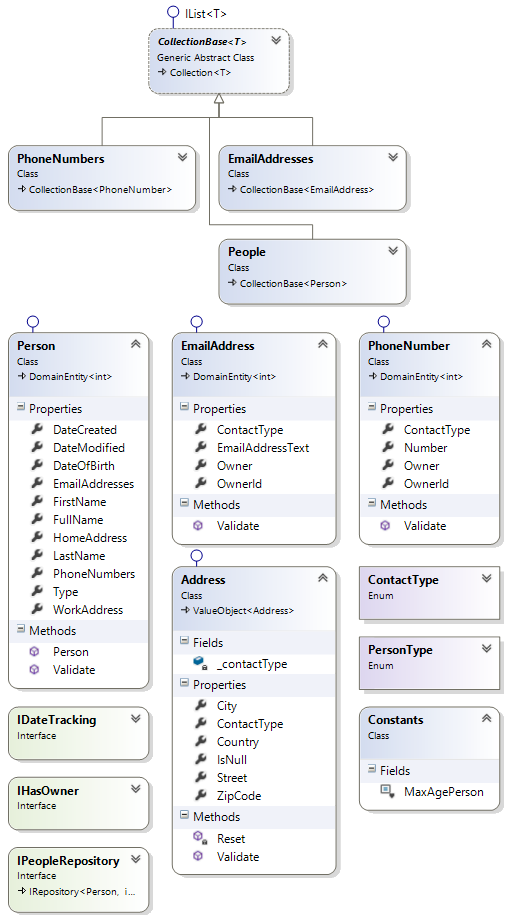 IList<T>
CollectionBase<T>
Generic Abstract Class
Collection<T>
PhoneNumbers
Class
CollectionBase<PhoneNumber>
EmailAddresses
Class
CollectionBase<EmailAddress>
People
Class
CollectionBase<Person>
Person
Class
DomainEntity<int>
Properties
DateCreated
DateModified
DateOfBirth
EmailAddresses
FirstName
FullName
HomeAddress
LastName
PhoneNumbers
Type
WorkAddress
Methods
Person
Validate
EmailAddress
Class
DomainEntity<int>
Properties
ContactType
EmailAddressText
Owner
OwnerId
Methods
Validate
PhoneNumber
Class
DomainEntity<int>
Properties
ContactType
Number
Owner
OwnerId
Methods
Validate
Address
Class
ValueObject<Address>
Fields
_contactType
Properties
City
ContactType
Country
IsNull
Street
ZipCode
Methods
Reset
Validate
ContactType
Enum
PersonType
Enum
Constants
Class
Fields
MaxAgePerson
IDateTracking
Interface
IHasOwner
Interface
IPeopleRepository
Interface
IRepository<Person, i...